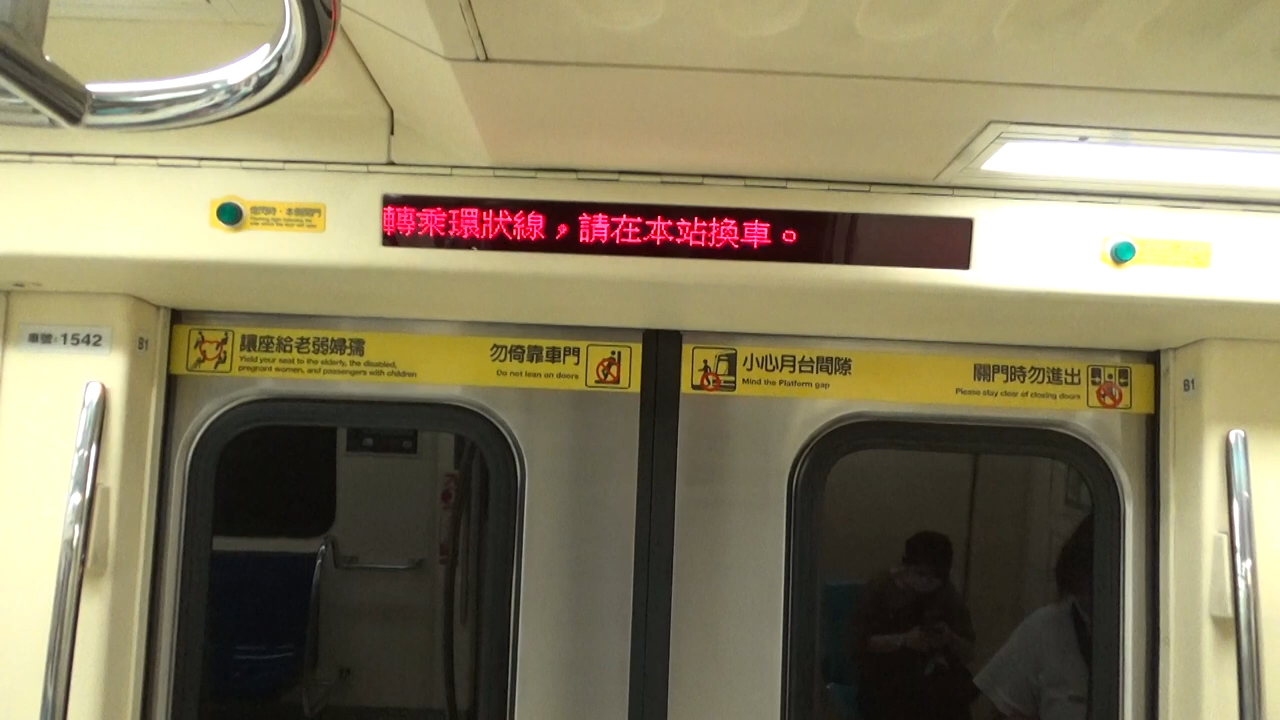 轉乘環狀線，請在本站換車。
車號:1542
B1
讓座給老弱婦孺
Yield your seat to the elderly, the disabled,
pregnant women, and passengers with children
勿倚靠車門
Do not lean on doors
小心月台間隙
Mind the Platform gap
關門時勿進出
Please stay clear of closing doors
B1